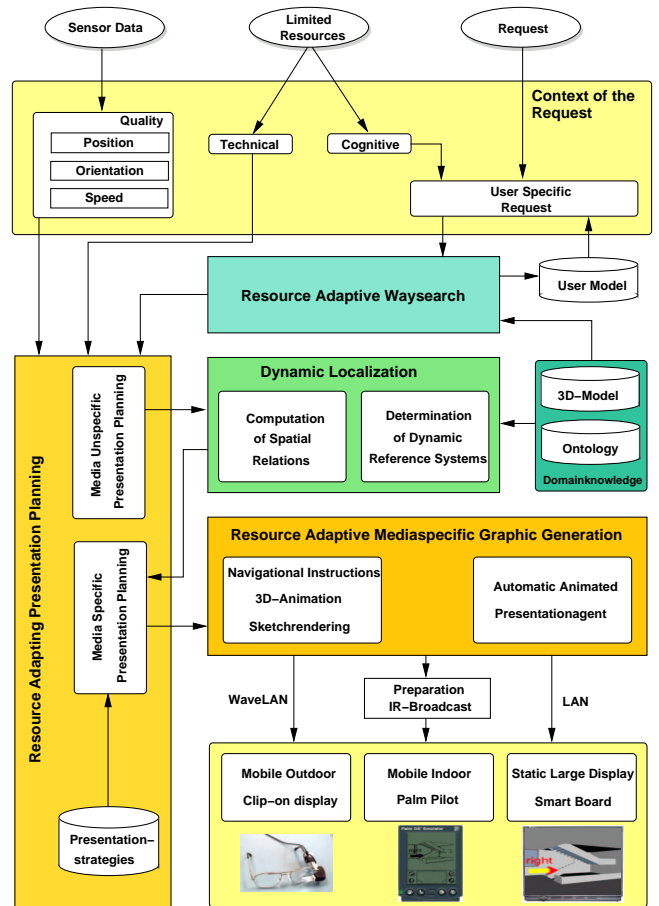 Sensor Data
Limited
Resources
Request
Context of the
Request
Quality
Position
Orientation
Speed
Technical
Cognitive
User Specific
Request
Resource Adaptive Waysearch
User Model
Resource Adapting Presentation Planning
Media Unspecific
Presentation Planning
Dynamic Localization
Computation
of Spatial
Relations
Determination
of Dynamic
Reference Systems
3D–Model
Ontology
Domainknowledge
Media Specific
Presentation Planning
Resource Adaptive Mediaspecific Graphic Generation
Navigational Instructions
3D–Animation
Sketchrendering
Automatic Animated
Presentationagent
WaveLAN
Preparation
IR–Broadcast
LAN
Presentation–
strategies
Mobile Outdoor
Clip–on display
Mobile Indoor
Palm Pilot
Static Large Display
Smart Board
right